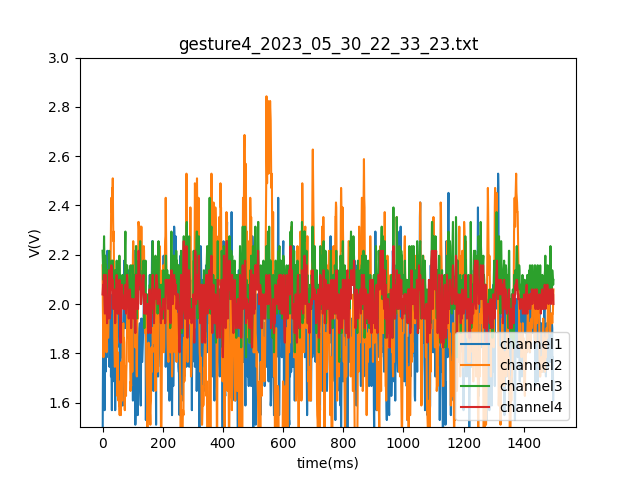 gesture4_2023_05_30_22_33_23.txt
3.0
2.8
2.6
2.4
2.2
2.0
1.8
1.6
V(V)
channel1
channel2
channel3
channel4
0 200 400 600 800 1000 1200 1400
time(ms)